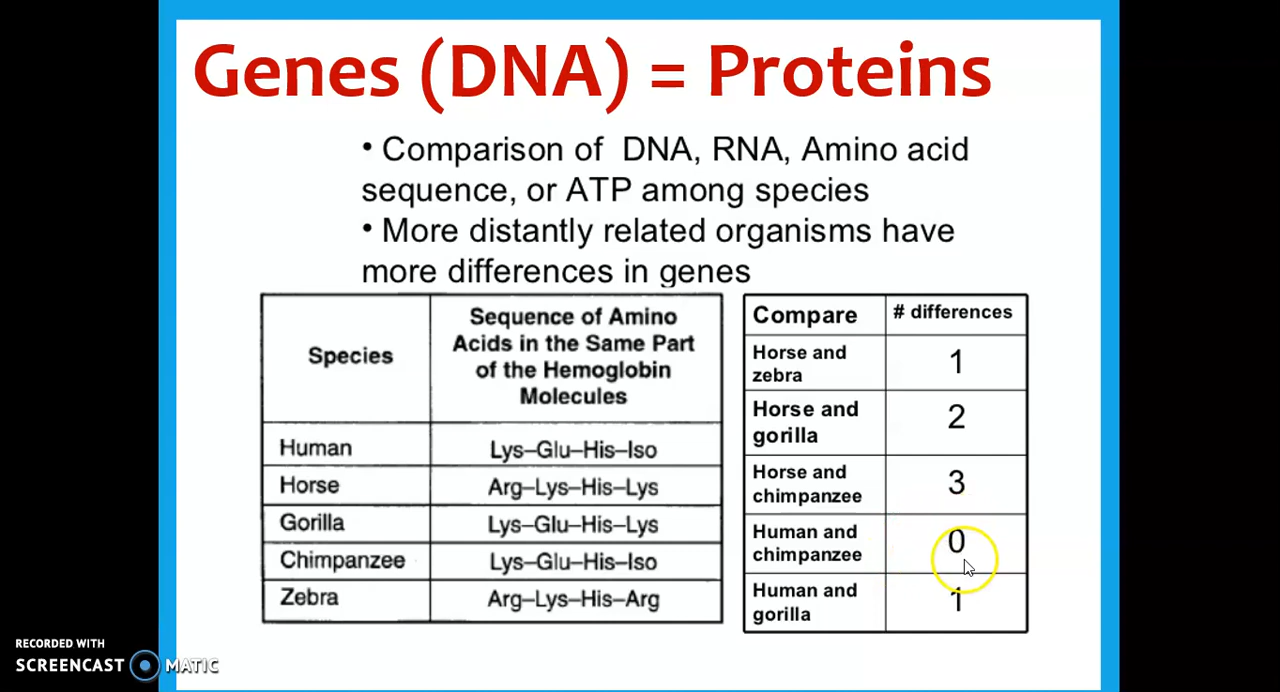 Genes (DNA) = Proteins
• Comparison of DNA, RNA, Amino acid
sequence, or ATP among species
• More distantly related organisms have
more differences in genes
Species
Sequence of Amino
Acids in the Same Part
of the Hemoglobin
Molecules
Human Lys–Glu–His–Iso
Horse Arg–Lys–His–Lys
Gorilla Lys–Glu–His–Lys
Chimpanzee Lys–Glu–His–Iso
Zebra Arg–Lys–His–Arg
Compare # differences
Horse and
zebra
1
Horse and
gorilla
2
Horse and
chimpanzee
3
Human and
chimpanzee
0
Human and
gorilla
1
RECORDED WITH
SCREENCAST MATIC